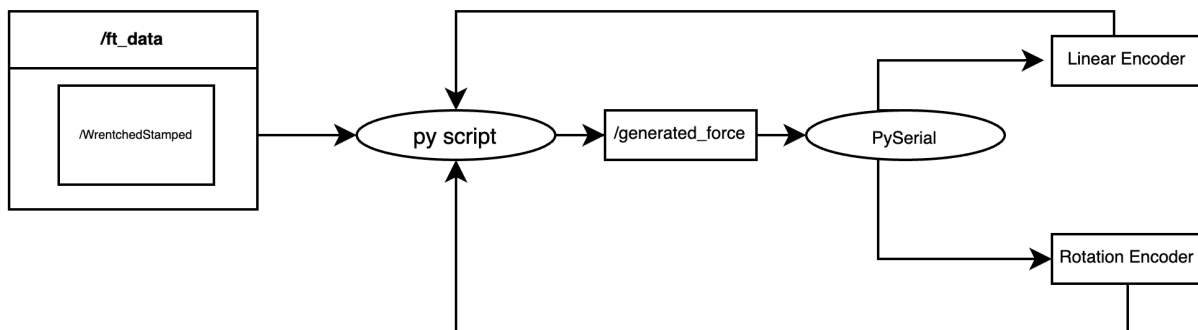 /ft_data
/WrentchedStamped
py script
/generated_force
PySerial
Linear Encoder
Rotation Encoder